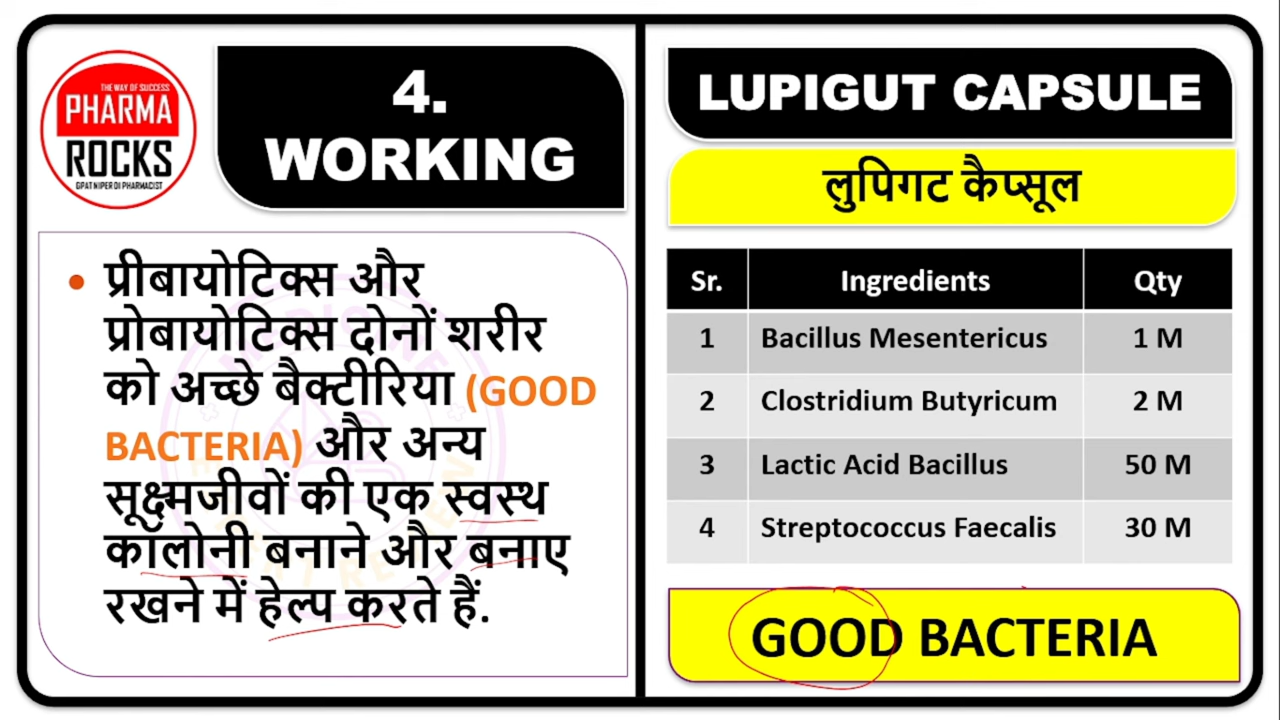 THE WAY OF SUCCESS
PHARMA
ROCKS
GPAT NIPER DI PHARMACIST
4.
WORKING
• प्रीबायोटिक्स और
प्रोबायोटिक्स दोनों शरीर
को अच्छे बैक्टीरिया (GOOD
BACTERIA) और अन्य
सूक्ष्मजीवों की एक स्वस्थ
कॉलोनी बनाने और बनाए
रखने में हेल्प करते हैं.
LUPIGUT CAPSULE
लुपिगट कैप्सूल
Sr. Ingredients Qty
1 Bacillus Mesentericus 1 M
2 Clostridium Butyricum 2 M
3 Lactic Acid Bacillus 50 M
4 Streptococcus Faecalis 30 M
GOOD BACTERIA